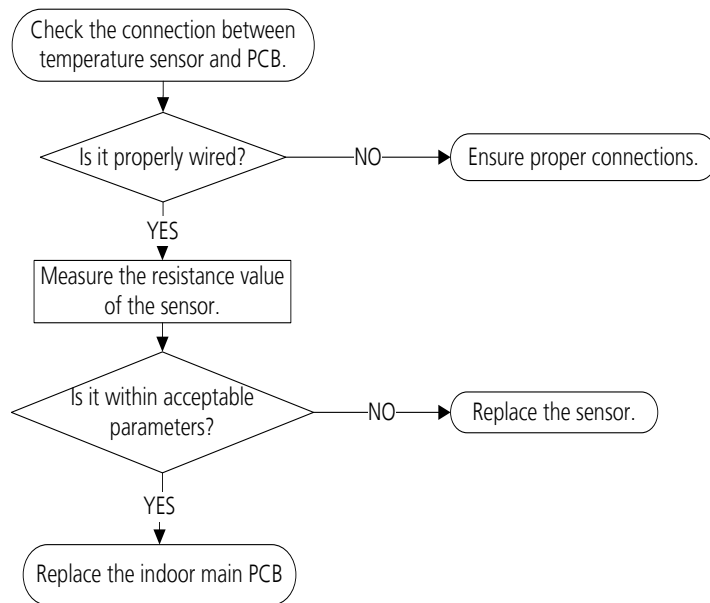 Check the connection between
temperature sensor and PCB.
Is it properly wired?
NO
Ensure proper connections.
YES
Measure the resistance value
of the sensor.
Is it within acceptable
parameters?
NO
Replace the sensor.
YES
Replace the indoor main PCB